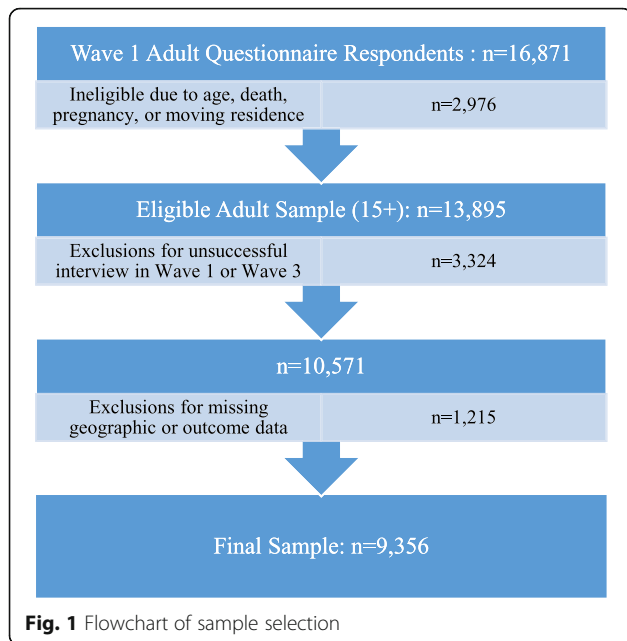 Wave 1 Adult Questionnaire Respondents : n=16,871
Ineligible due to age, death,
pregnancy, or moving residence
n=2,976
Eligible Adult Sample (15+): n=13,895
Exclusions for unsuccessful
interview in Wave 1 or Wave 3
n=3,324
n=10,571
Exclusions for missing
geographic or outcome data
n=1,215
Final Sample: n=9,356
Fig. 1 Flowchart of sample selection